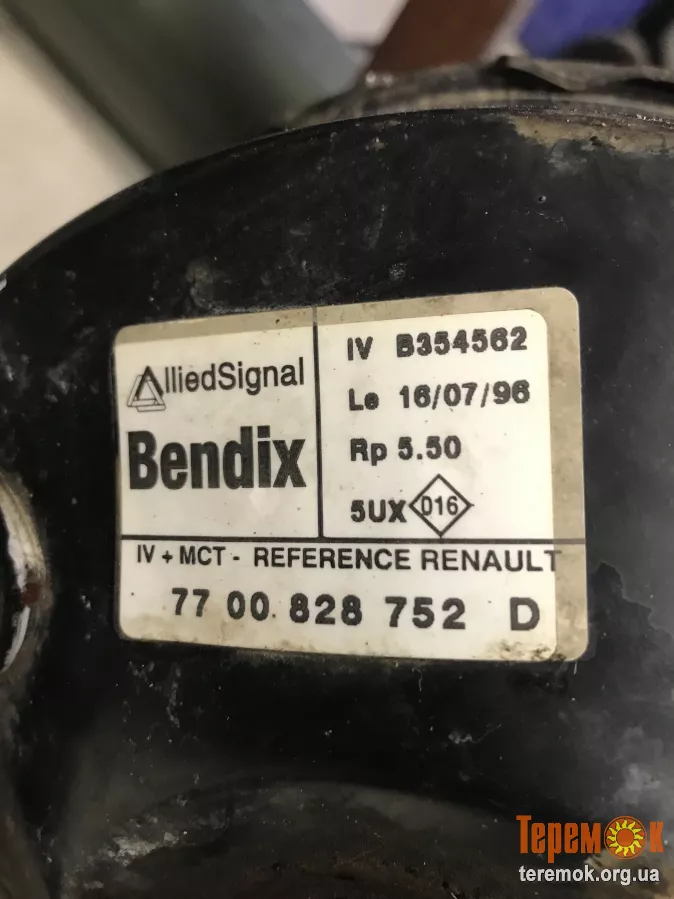 AlliedSignal
Bendix
IV B354562
Le 16/07/96
Rp 5.50
5UX D16
IV + MCT - REFERENCE RENAULT
77 00 828 752 D
ТеремОк
teremok.org.ua